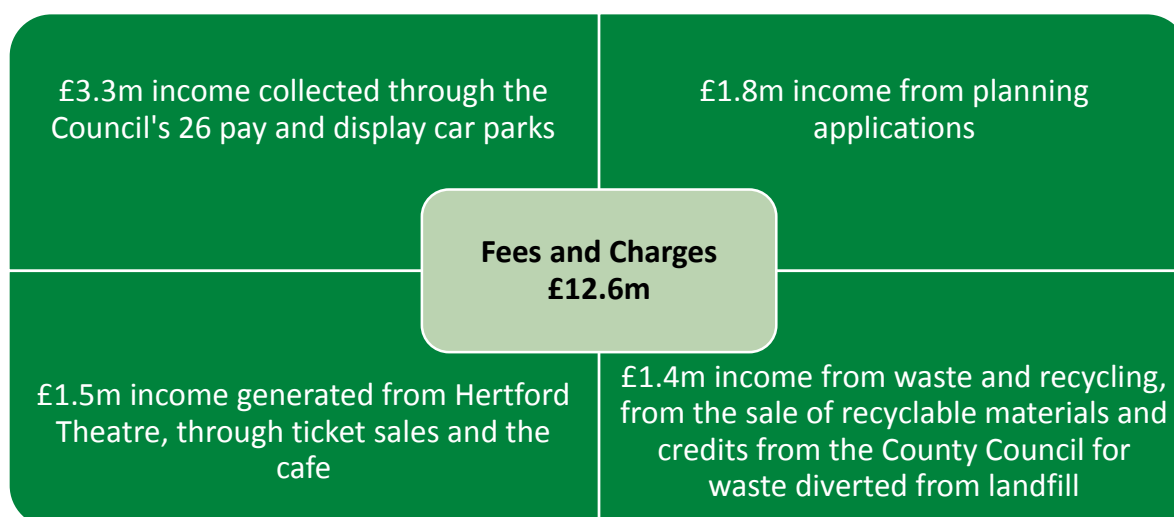 £3.3m income collected through the
Council's 26 pay and display car parks
£1.8m income from planning
applications
Fees and Charges
£12.6m
£1.5m income generated from Hertford
Theatre, through ticket sales and the
cafe
£1.4m income from waste and recycling,
from the sale of recyclable materials and
credits from the County Council for
waste diverted from landfill